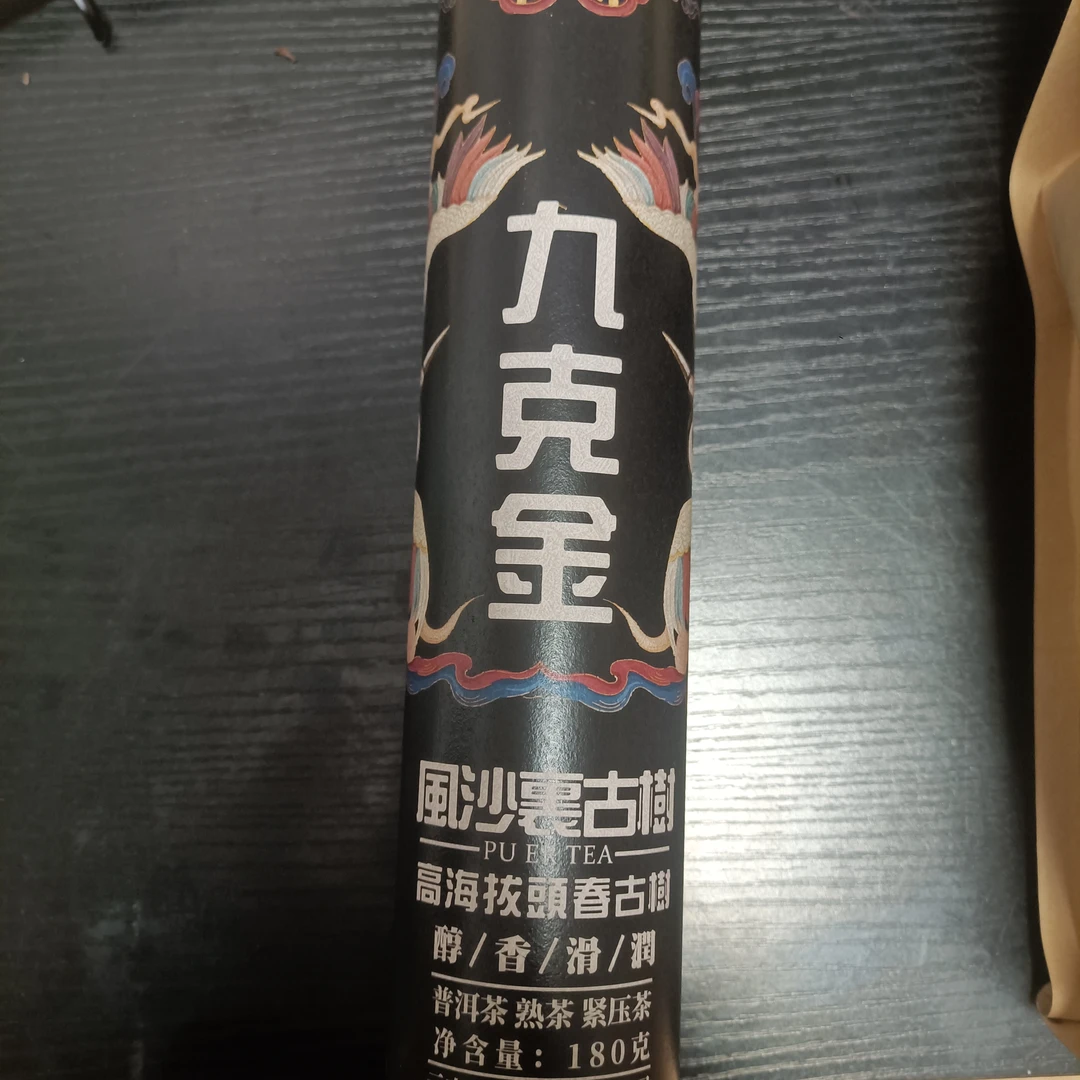 九克金
風沙裏古樹
PU ER TEA
高海拔頭春古樹
醇/香/滑/潤
普洱茶 熟茶 紧压茶
净含量：180克